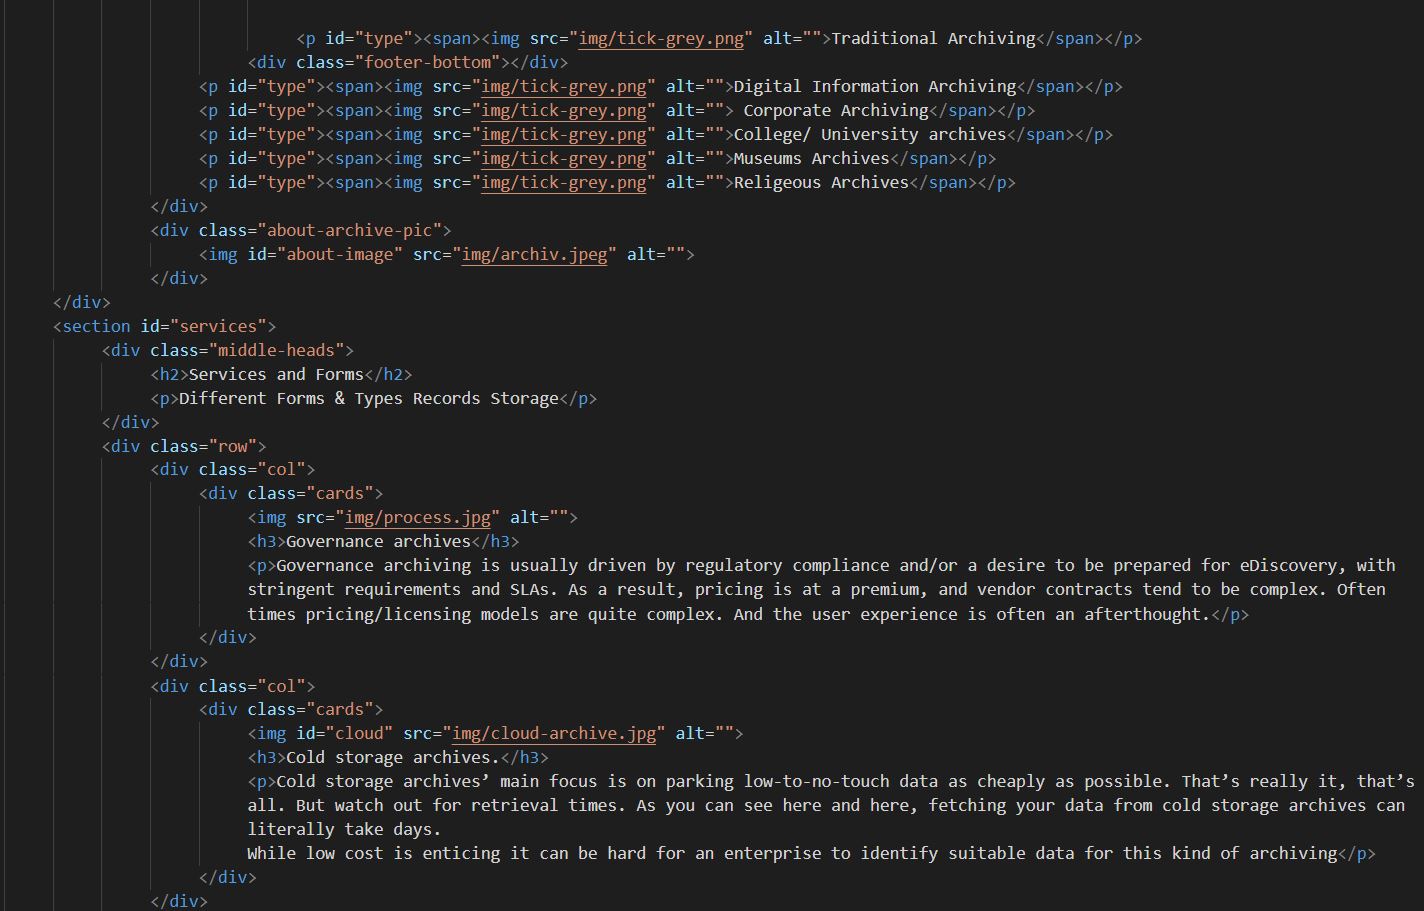 <p id="type"><span><img src="img/tick-grey.png" alt="">Traditional Archiving</span></p>
<div class="footer-bottom"></div>
<p id="type"><span><img src="img/tick-grey.png" alt="">Digital Information Archiving</span></p>
<p id="type"><span><img src="img/tick-grey.png" alt=""> Corporate Archiving</span></p>
<p id="type"><span><img src="img/tick-grey.png" alt="">College/ University archives</span></p>
<p id="type"><span><img src="img/tick-grey.png" alt="">Museums Archives</span></p>
<p id="type"><span><img src="img/tick-grey.png" alt="">Religeous Archives</span></p>
</div>
<div class="about-archive-pic">
<img id="about-image" src="img/archiv.jpeg" alt="">
</div>
</div>
<section id="services">
<div class="middle-heads">
<h2>Services and Forms</h2>
<p>Different Forms & Types Records Storage</p>
</div>
<div class="row">
<div class="col">
<div class="cards">
<img src="img/process.jpg" alt="">
<h3>Governance archives</h3>
<p>Governance archiving is usually driven by regulatory compliance and/or a desire to be prepared for eDiscovery, with
stringent requirements and SLAs. As a result, pricing is at a premium, and vendor contracts tend to be complex. Often
times pricing/licensing models are quite complex. And the user experience is often an afterthought.</p>
</div>
</div>
<div class="col">
<div class="cards">
<img id="cloud" src="img/cloud-archive.jpg" alt="">
<h3>Cold storage archives.</h3>
<p>Cold storage archives’ main focus is on parking low-to-no-touch data as cheaply as possible. That’s really it, that’s
all. But watch out for retrieval times. As you can see here and here, fetching your data from cold storage archives can
literally take days.
While low cost is enticing it can be hard for an enterprise to identify suitable data for this kind of archiving</p>
</div>
</div>